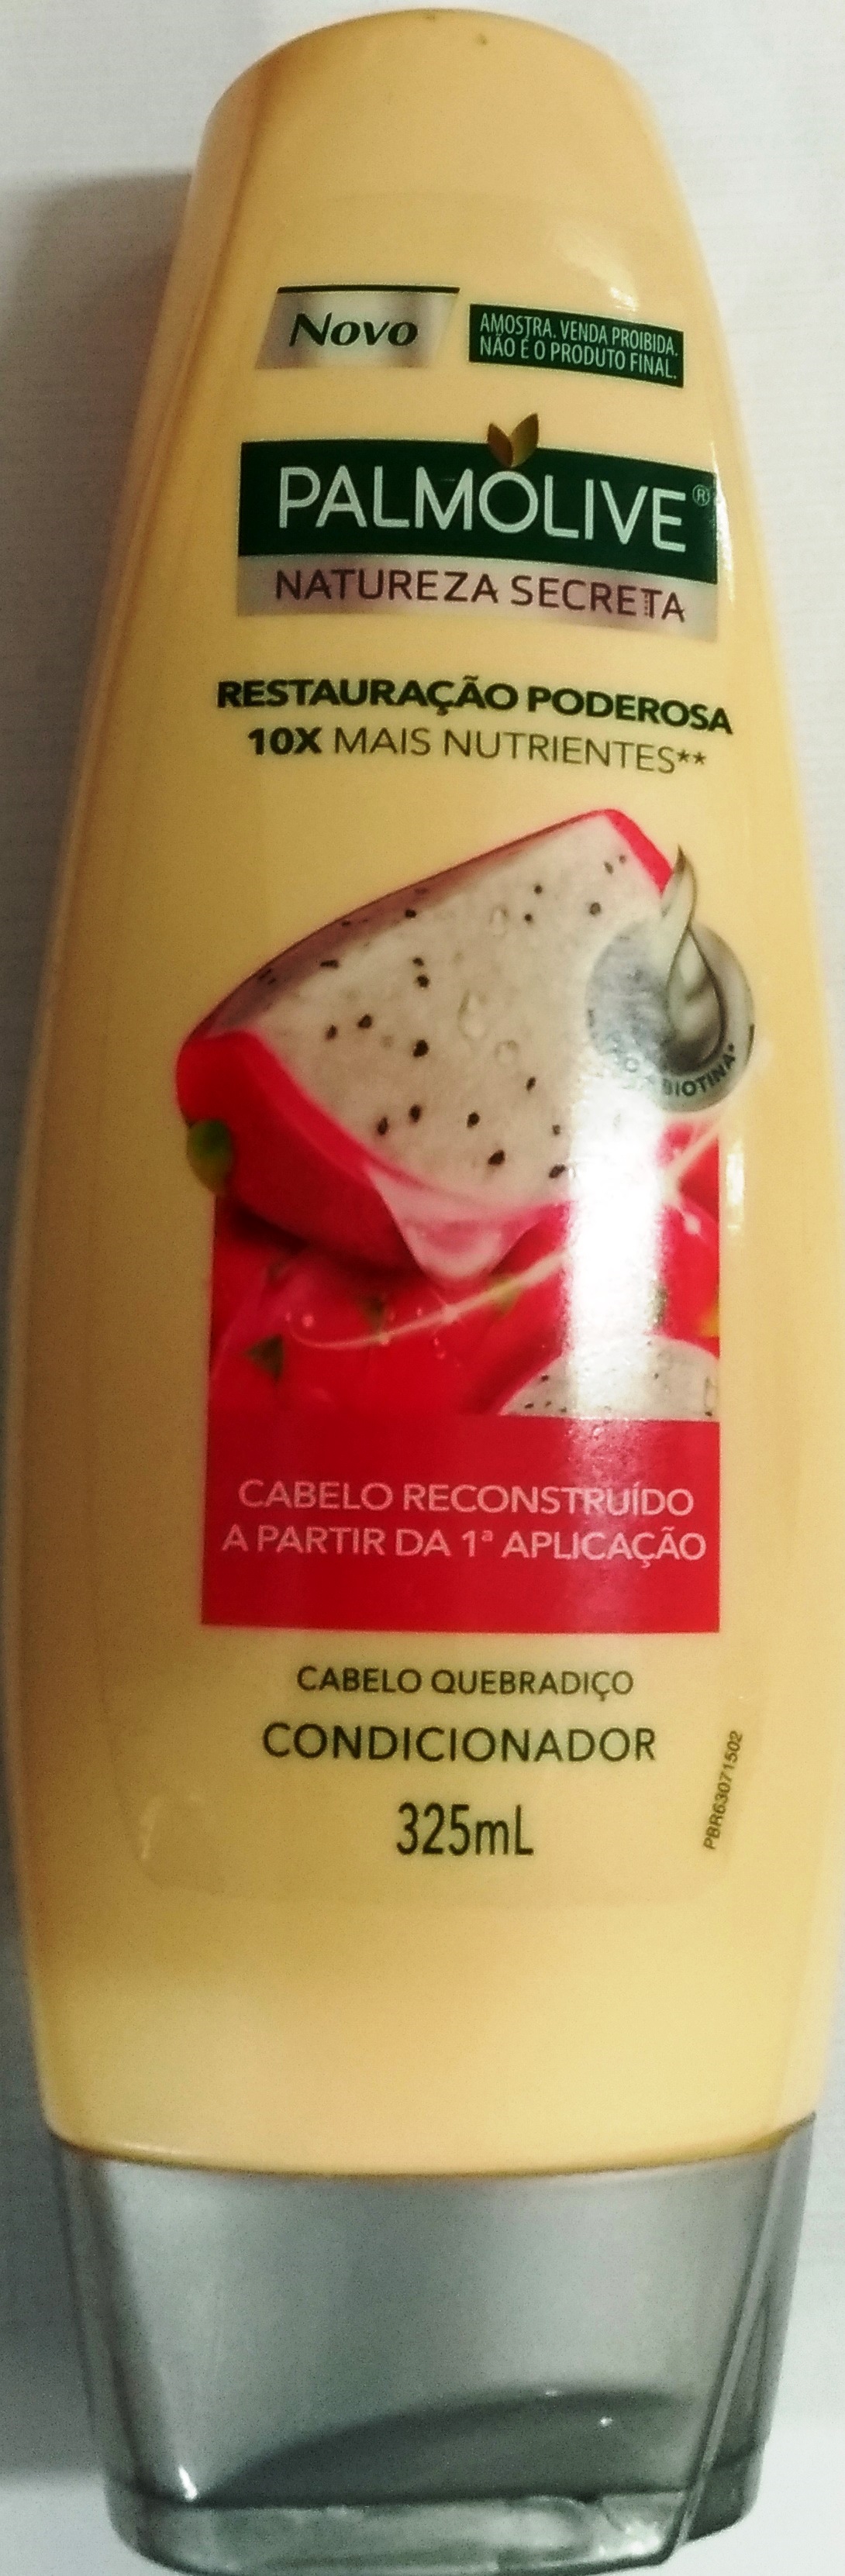 Novo
AMOSTRA. VENDA PROIBIDA.
NÃO É O PRODUTO FINAL.
PALMOLIVE®
NATUREZA SECRETA
RESTAURAÇÃO PODEROSA
10X MAIS NUTRIENTES**
BIOTINA*
CABELO RECONSTRUÍDO
A PARTIR DA 1ª APLICAÇÃO
CABELO QUEBRADIÇO
CONDICIONADOR
325mL
PBR63071502